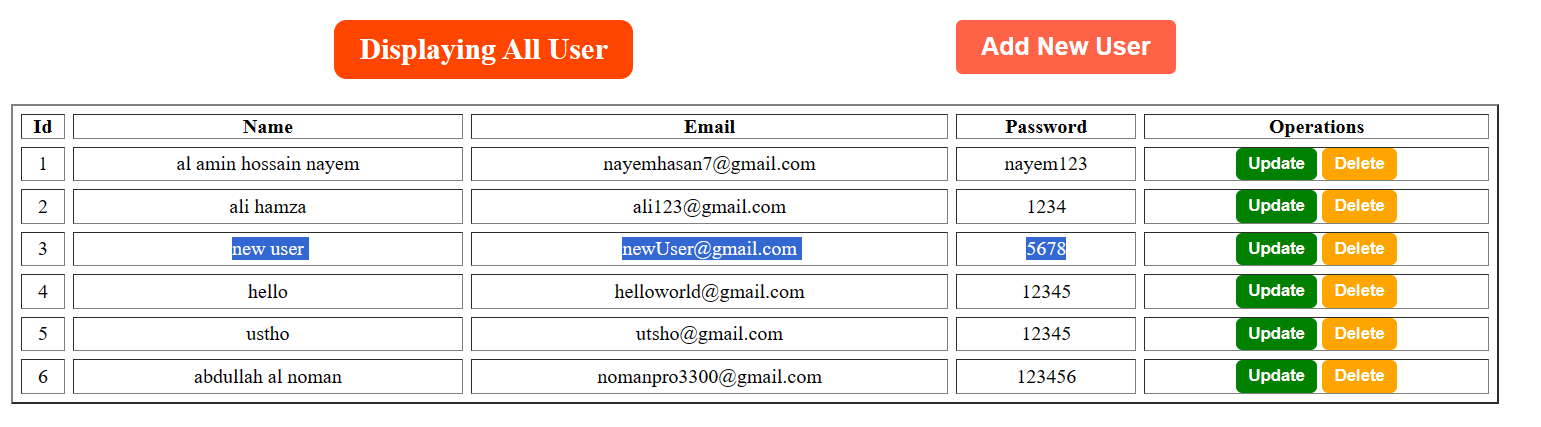 Displaying All User Add New User
Id Name Email Password Operations
1 al amin hossain nayem nayemhasan7@gmail.com nayem123 Update Delete
2 ali hamza ali123@gmail.com 1234 Update Delete
3 new user newUser@gmail.com 5678 Update Delete
4 hello helloworld@gmail.com 12345 Update Delete
5 ustho utsho@gmail.com 12345 Update Delete
6 abdullah al noman nomanpro3300@gmail.com 123456 Update Delete